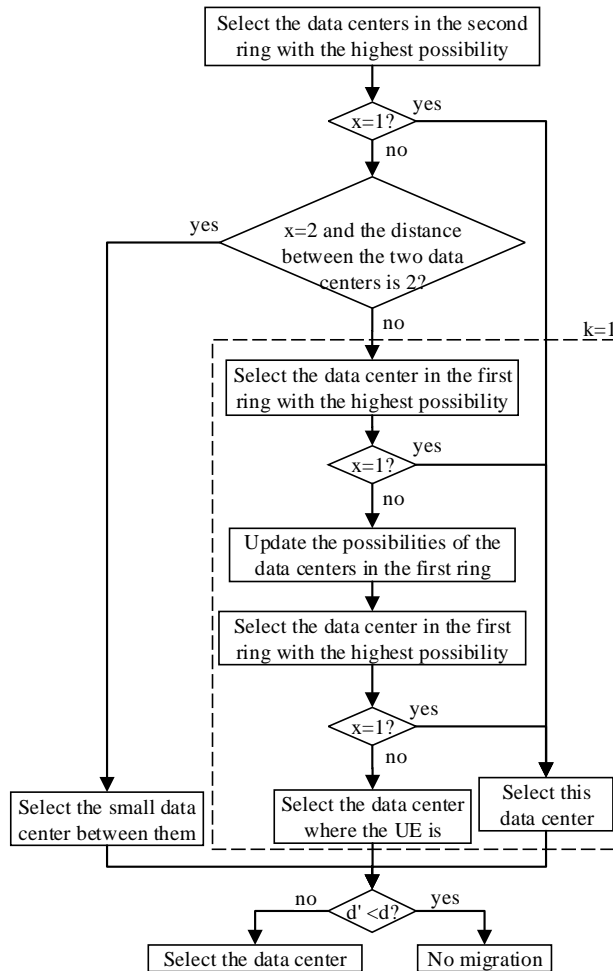 Select the data centers in the second
ring with the highest possibility
yes
x=1?
no
yes
x=2 and the distance
between the two data
centers is 2?
no
k=1
Select the data center in the first
ring with the highest possibility
yes
x=1?
no
Update the possibilities of the
data centers in the first ring
Select the data center in the first
ring with the highest possibility
yes
x=1?
no
Select the small data
center between them
Select the data center
where the UE is
Select this
data center
no
d' <d?
yes
Select the data center
No migration